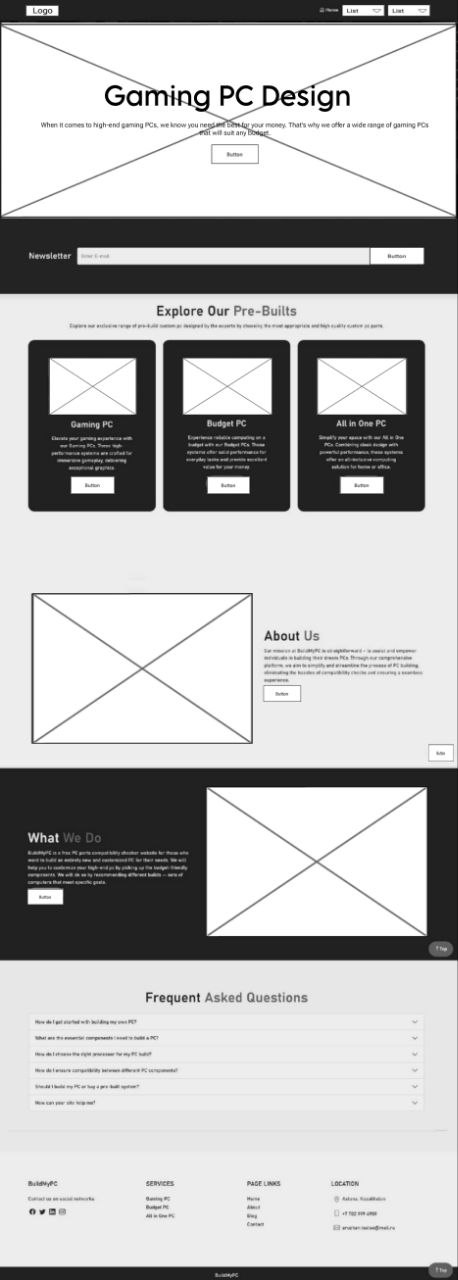 Logo
Home
List
List
Gaming PC Design
When it comes to high-end gaming PCs, we know you need the best for your money. That's why we offer a wide range of gaming PCs
that will suit any budget.
Button
Newsletter
Enter E-mail
Button
Explore Our Pre-Builts
Explore our exclusive range of pre-build custom pc designed by the experts by choosing the most appropriate and high quality custom pc parts.
Gaming PC
Elevate your gaming experience with
our Gaming PCs. These high-
performance systems are crafted for
immersive gameplay, delivering
exceptional graphics.
Button
Budget PC
Experience reliable computing on a
budget with our Budget PCs. These
systems offer solid performance for
everyday tasks and provide excellent
value for your money.
Button
All in One PC
Simplify your space with our All in One
PCs. Combining sleek design with
powerful performance, these systems
offer an all-inclusive computing
solution for home or office.
Button
About Us
Our mission at BuildMyPC is straightforward – to assist and empower
individuals in building their dream PCs. Through our comprehensive
platform, we aim to simplify and streamline the process of PC building,
eliminating the hassles of compatibility checks and ensuring a seamless
experience.
Button
What We Do
BuildMyPC is a free PC parts compatibility checker website for those who
want to build an entirely new and customized PC for their needs. We will
help you to customize your high-end pc by picking up the budget-friendly
components. We will do so by recommending different builds — sets of
computers that meet specific goals.
Button
↑ Top
Frequent Asked Questions
How do I get started with building my own PC?
What are the essential components I need to build a PC?
How do I choose the right processor for my PC build?
How do I ensure compatibility between different PC components?
Should I build my PC or buy a pre-built system?
How can your site help me?
BuildMyPC
Contact us on social networks
SERVICES
Gaming PC
Budget PC
All in One PC
PAGE LINKS
Home
About
Blog
Contact
LOCATION
Astana, Kazakhstan
↑ Top
BuildMyPC